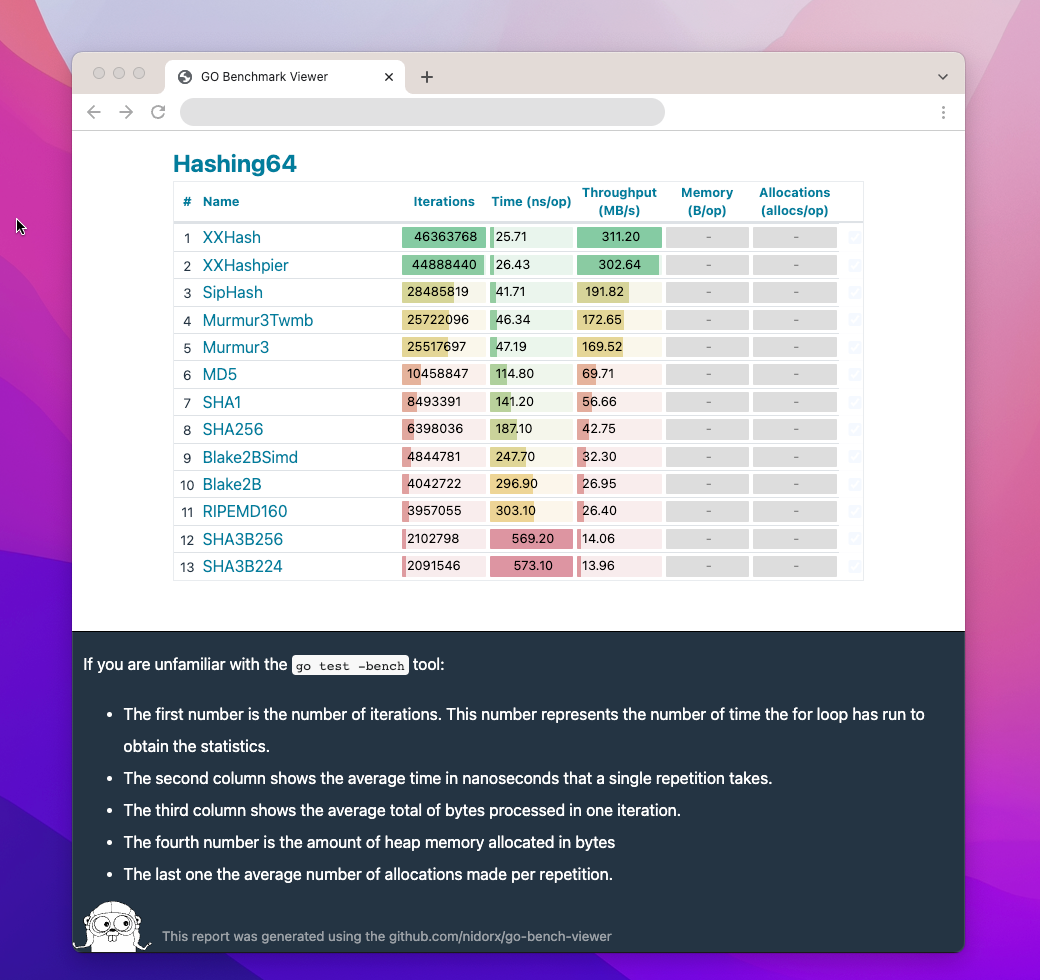 GO Benchmark Viewer
Hashing64
# Name Iterations Time (ns/op) Throughput (MB/s) Memory (B/op) Allocations (allocs/op)
1 XXHash 46363768 25.71 311.20 - -
2 XXHashpier 44888440 26.43 302.64 - -
3 SipHash 28485819 41.71 191.82 - -
4 Murmur3Twmb 25722096 46.34 172.65 - -
5 Murmur3 25517697 47.19 169.52 - -
6 MD5 10458847 114.80 69.71 - -
7 SHA1 8493391 141.20 56.66 - -
8 SHA256 6398036 187.10 42.75 - -
9 Blake2BSimd 4844781 247.70 32.30 - -
10 Blake2B 4042722 296.90 26.95 - -
11 RIPEMD160 3957055 303.10 26.40 - -
12 SHA3B256 2102798 569.20 14.06 - -
13 SHA3B224 2091546 573.10 13.96 - -
If you are unfamiliar with the go test -bench tool:
• The first number is the number of iterations. This number represents the number of time the for loop has run to
obtain the statistics.
• The second column shows the average time in nanoseconds that a single repetition takes.
• The third column shows the average total of bytes processed in one iteration.
• The fourth number is the amount of heap memory allocated in bytes
• The last one the average number of allocations made per repetition.
This report was generated using the github.com/nidorx/go-bench-viewer